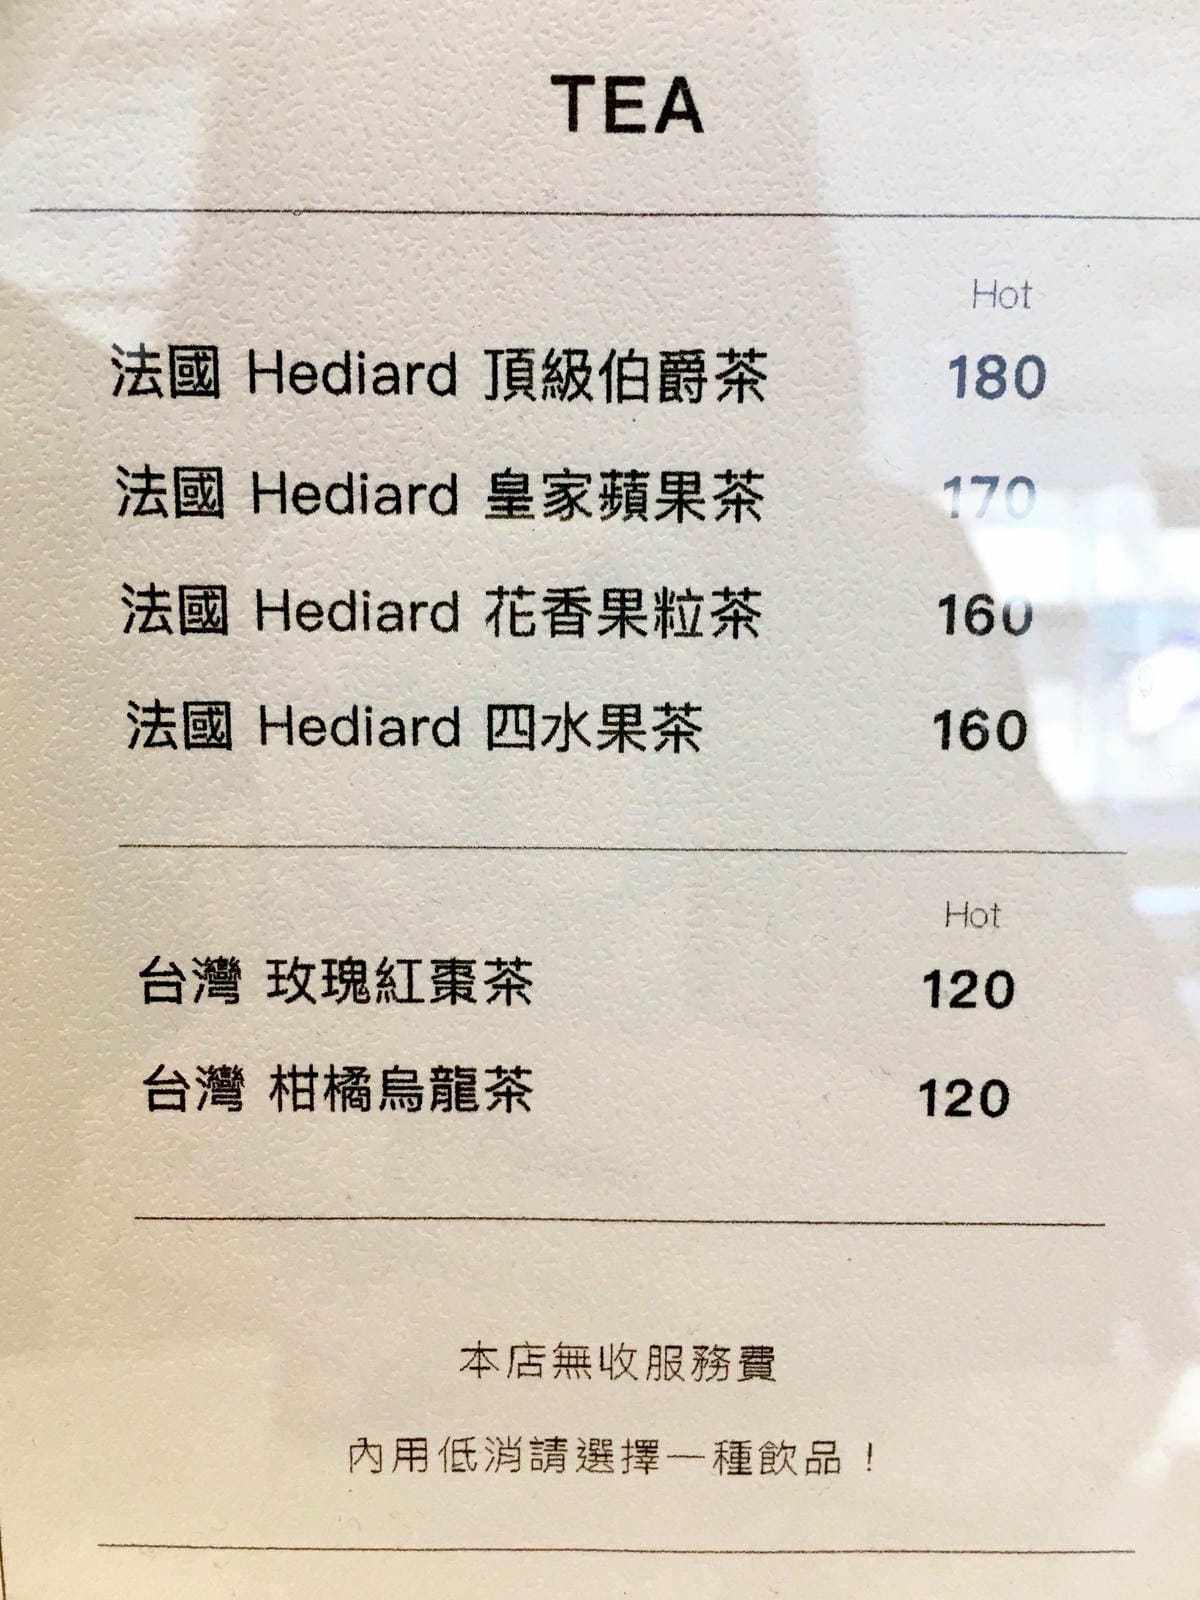 TEA
Hot
法國 Hediard 頂級伯爵茶 180
法國 Hediard 皇家蘋果茶 170
法國 Hediard 花香果粒茶 160
法國 Hediard 四水果茶 160
Hot
台灣 玫瑰紅棗茶 120
台灣 柑橘烏龍茶 120
本店無收服務費
內用低消請選擇一種飲品！